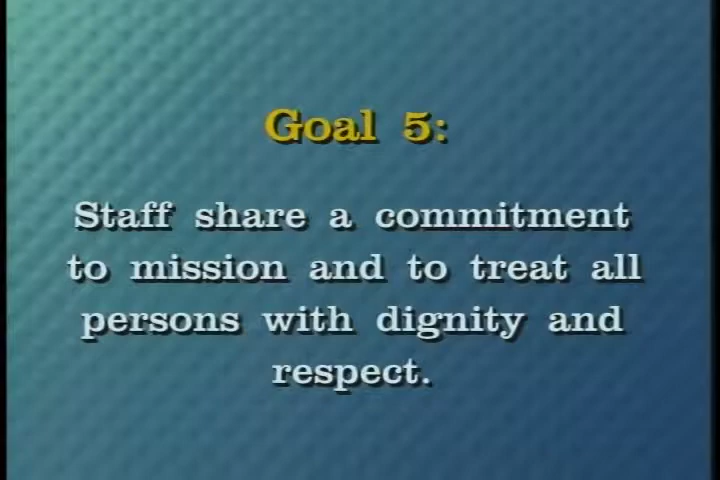 Goal 5:
Staff share a commitment
to mission and to treat all
persons with dignity and
respect.